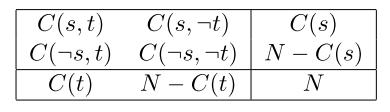 C(s, t) C(s, ¬t) C(s)
C(¬s, t) C(¬s, ¬t) N − C(s)
C(t) N − C(t) N